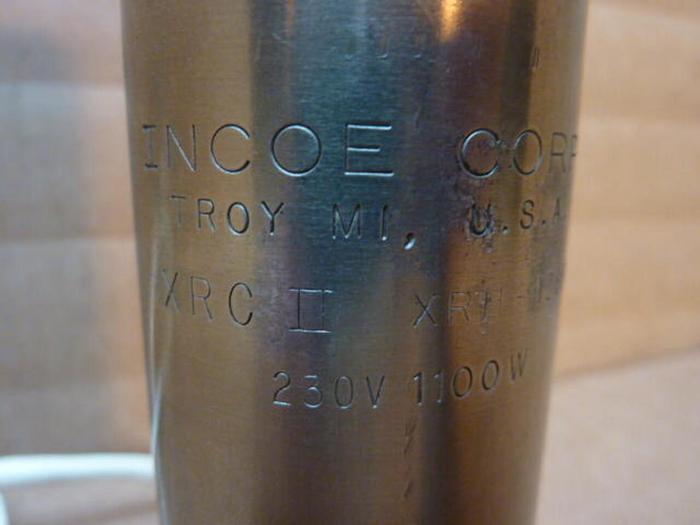 INCOE CORP
TROY MI, U.S.A.
XRC II
230V 1100W